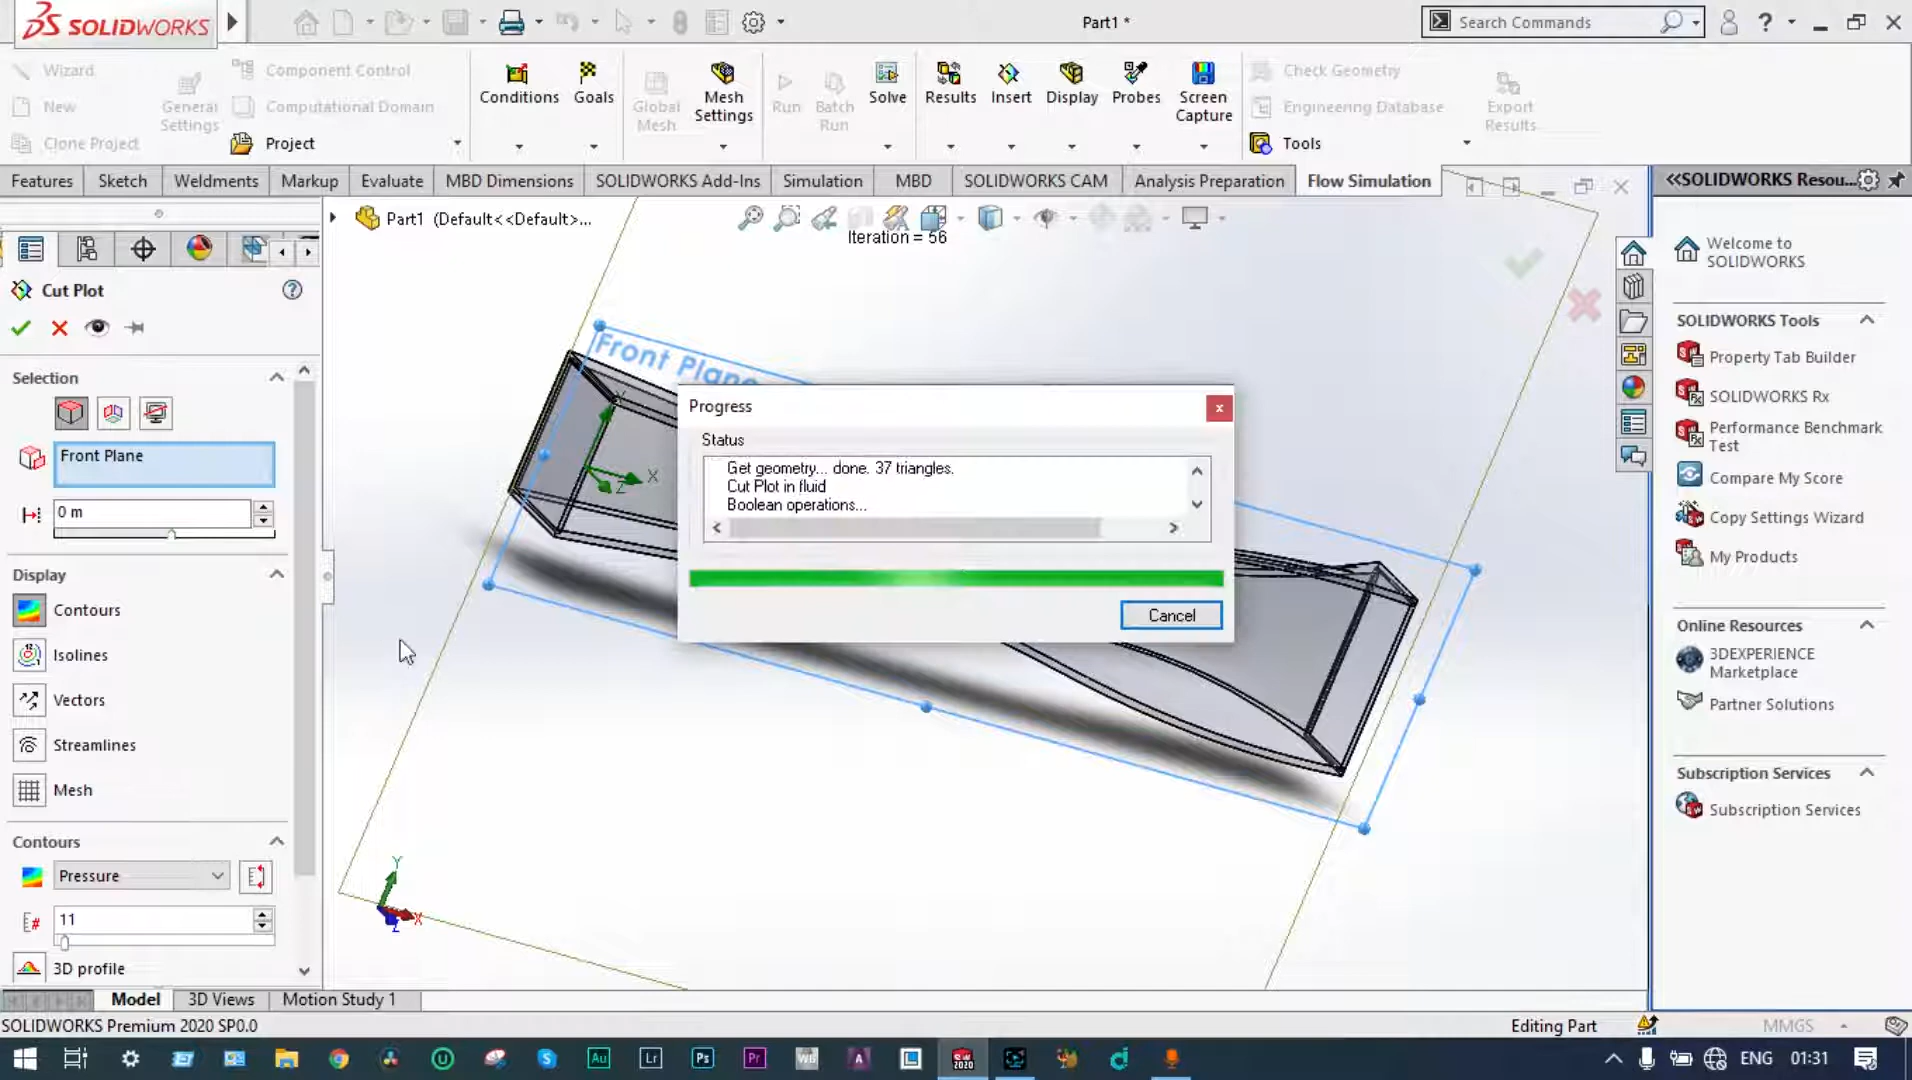 SOLIDWORKS
Part1 *
Search Commands
Wizard
New
Clone Project
General Settings
Component Control
Computational Domain
Project
Conditions
Goals
Global Mesh
Mesh Settings
Run
Batch Run
Solve
Results
Insert
Display
Probes
Screen Capture
Check Geometry
Engineering Database
Tools
Export Results
Features
Sketch
Weldments
Markup
Evaluate
MBD Dimensions
SOLIDWORKS Add-Ins
Simulation
MBD
SOLIDWORKS CAM
Analysis Preparation
Flow Simulation
Part1 (Default<<Default>...
Iteration = 56
Cut Plot
Selection
Front Plane
0 m
Display
Contours
Isolines
Vectors
Streamlines
Mesh
Contours
Pressure
11
3D profile
Front Plane
Y
X
Z
Progress
Status
Get geometry... done. 37 triangles.
Cut Plot in fluid
Boolean operations...
Cancel
Y
X
Z
<<SOLIDWORKS Resou...
Welcome to
SOLIDWORKS
SOLIDWORKS Tools
Property Tab Builder
SOLIDWORKS Rx
Performance Benchmark
Test
Compare My Score
Copy Settings Wizard
My Products
Online Resources
3DEXPERIENCE
Marketplace
Partner Solutions
Subscription Services
Subscription Services
Model
3D Views
Motion Study 1
SOLIDWORKS Premium 2020 SP0.0
Editing Part
MMGS
Au
Lr
Ps
Pr
SW
2020
ENG
01:31